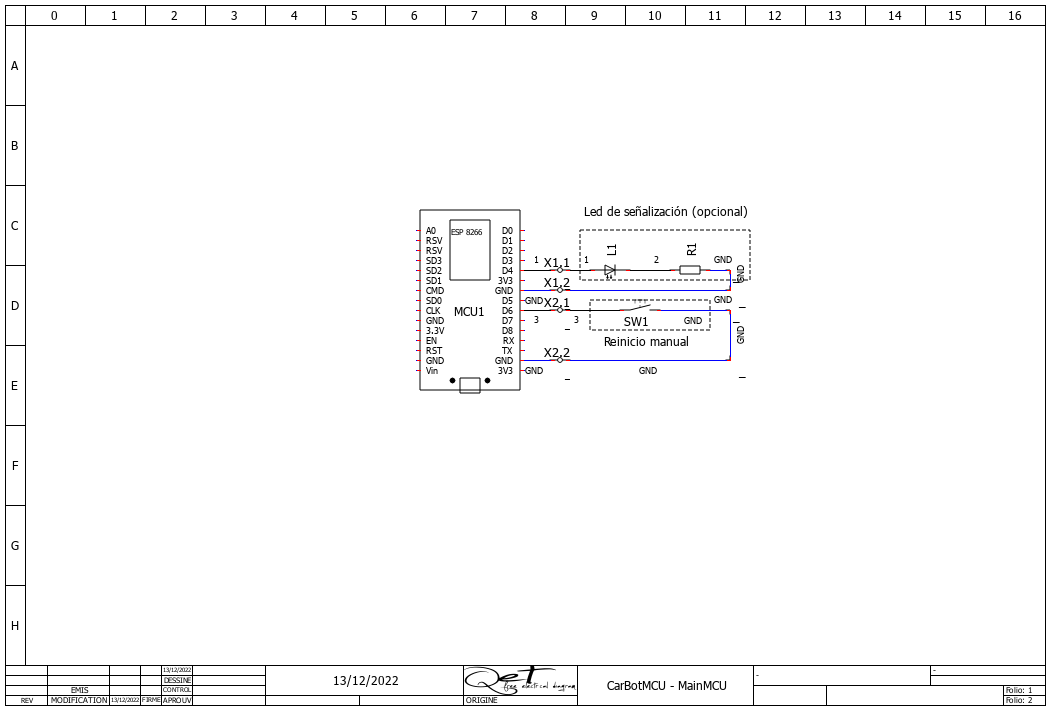 0 1 2 3 4 5 6 7 8 9 10 11 12 13 14 15 16
A
B
C
D
E
F
G
H
Led de señalización (opcional)
ESP 8266
MCU1
A0
RSV
RSV
SD3
SD2
SD1
CMD
SD0
CLK
GND
3.3V
EN
RST
GND
Vin
D0
D1
D2
D3
D4
3V3
GND
D5
D6
D7
D8
RX
TX
GND
3V3
1 X1.1 1 L1 2 R1 GND
GND
X1.2
GND X2.1 GND
3 3 SW1 GND
GND
Reinicio manual
X2.2
GND GND
13/12/2022
DESSINE
EMIS CONTROL
REV MODIFICATION 13/12/2022 FIRME APROUV
13/12/2022
Qet
free electrical diagram
ORIGINE
CarBotMCU - MainMCU
-
-
Folio: 1
Folio: 2